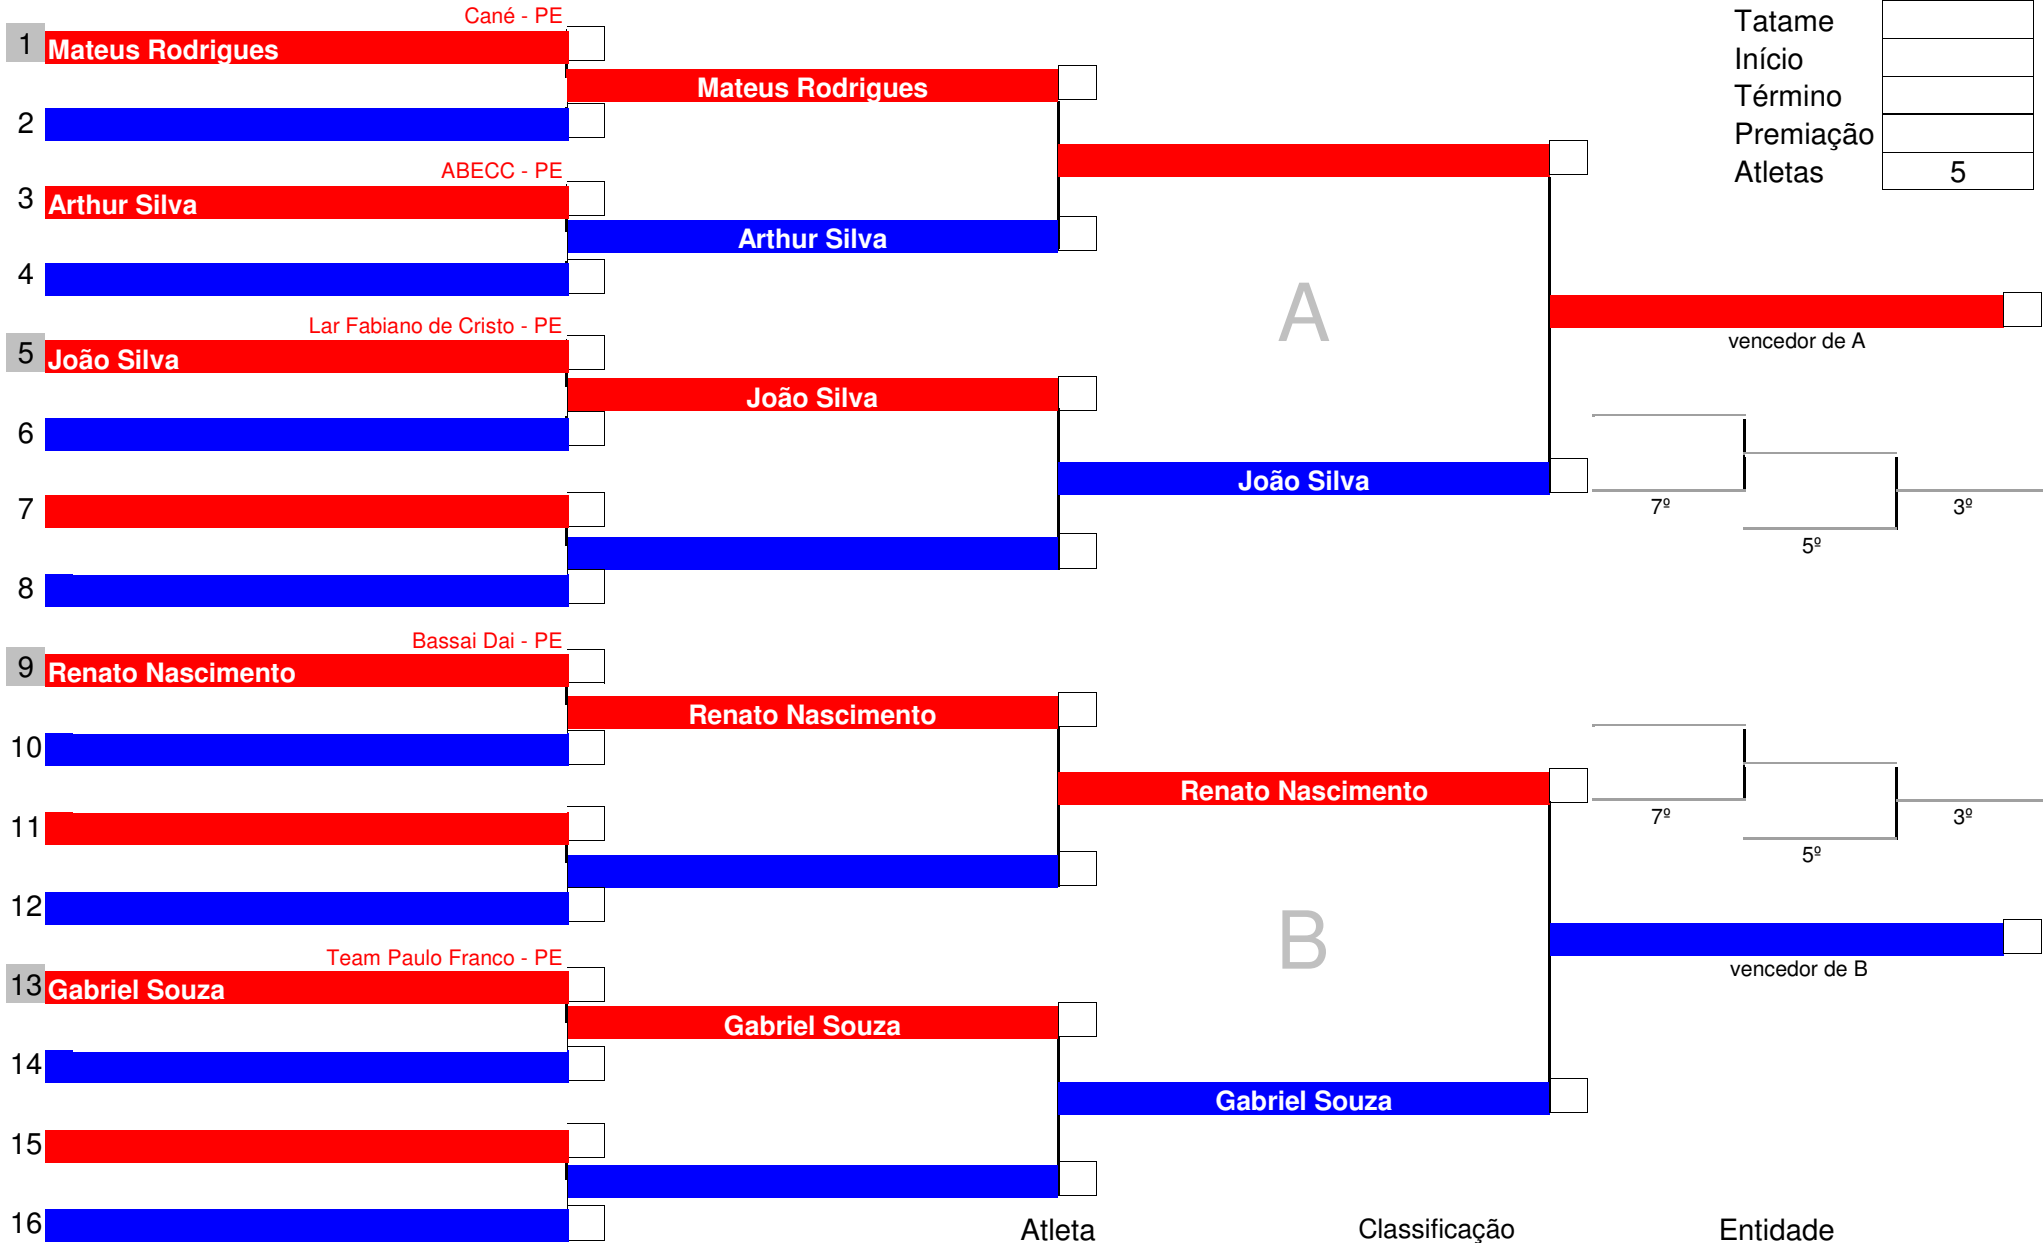 Cané - PE
1 Mateus Rodrigues
Mateus Rodrigues
2
ABECC - PE
3 Arthur Silva
Arthur Silva
4
Lar Fabiano de Cristo - PE
5 João Silva
João Silva
6
João Silva
7
8
A
vencedor de A
7º
3º
5º
Tatame
Início
Término
Premiação
Atletas 5
Bassai Dai - PE
9 Renato Nascimento
Renato Nascimento
10
Renato Nascimento
11
12
7º
3º
5º
B
vencedor de B
Team Paulo Franco - PE
13 Gabriel Souza
Gabriel Souza
14
Gabriel Souza
15
16
Atleta Classificação Entidade